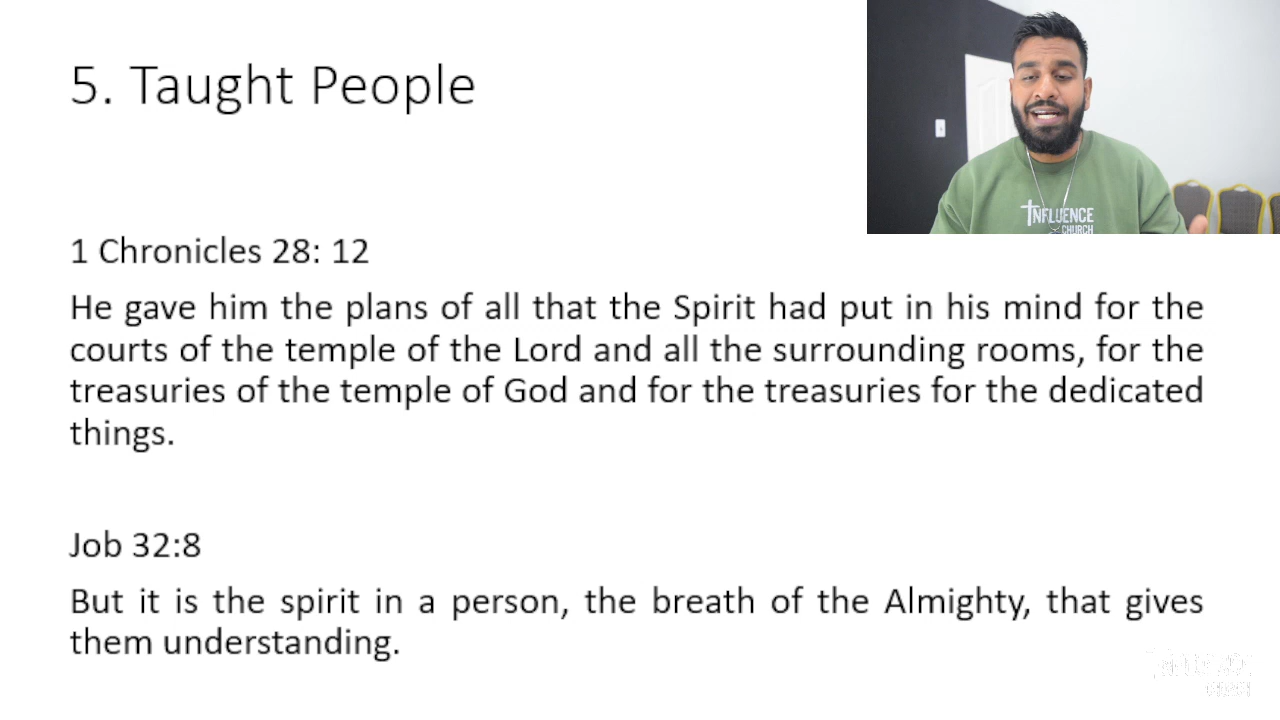 5. Taught People
INFLUENCE
CHURCH
1 Chronicles 28: 12
He gave him the plans of all that the Spirit had put in his mind for the
courts of the temple of the Lord and all the surrounding rooms, for the
treasuries of the temple of God and for the treasuries for the dedicated
things.
Job 32:8
But it is the spirit in a person, the breath of the Almighty, that gives
them understanding.